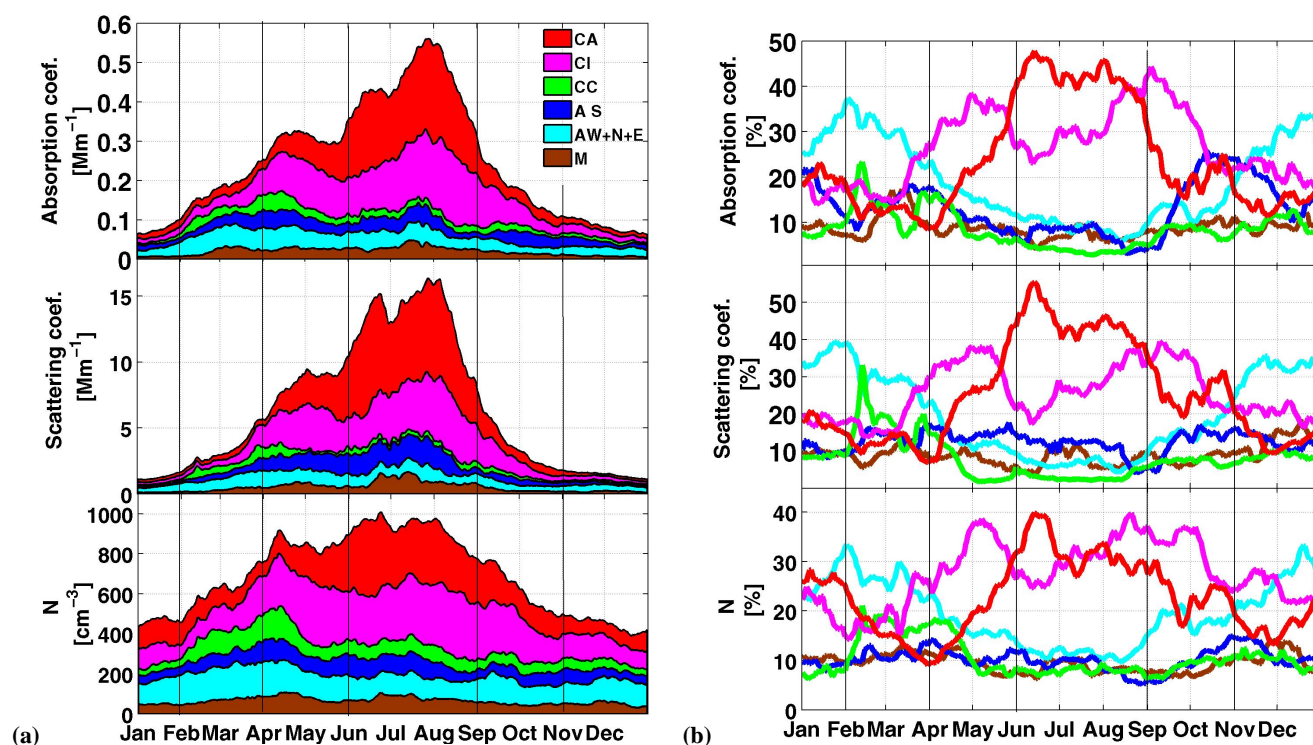 0.6
0.5
0.4
0.3
0.2
0.1
0
Absorption coef.
[Mm⁻¹]
CA
CI
CC
A S
AW+N+E
M
15
10
5
0
Scattering coef.
[Mm⁻¹]
1000
800
600
400
200
0
N
[cm⁻³]
Jan Feb Mar Apr May Jun Jul Aug Sep Oct Nov Dec
(a)
50
40
30
20
10
Absorption coef.
[%]
50
40
30
20
10
Scattering coef.
[%]
40
30
20
10
0
N
[%]
Jan Feb Mar Apr May Jun Jul Aug Sep Oct Nov Dec
(b)